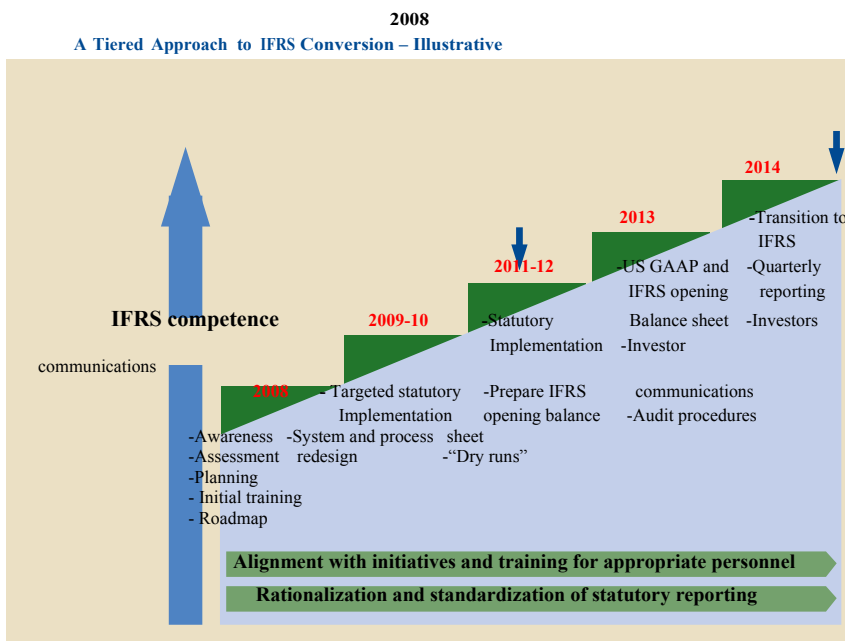 2008
A Tiered Approach to IFRS Conversion – Illustrative
2014
-Transition to
IFRS
-Quarterly
reporting
-Investors
2013
-US GAAP and
IFRS opening
Balance sheet
-Investor
communications
-Audit procedures
2011-12
-Statutory
Implementation
-Prepare IFRS
opening balance
sheet
-“Dry runs”
IFRS competence
communications
2009-10
- Targeted statutory
Implementation
-System and process
redesign
2008
-Awareness
-Assessment
-Planning
- Initial training
- Roadmap
Alignment with initiatives and training for appropriate personnel
Rationalization and standardization of statutory reporting